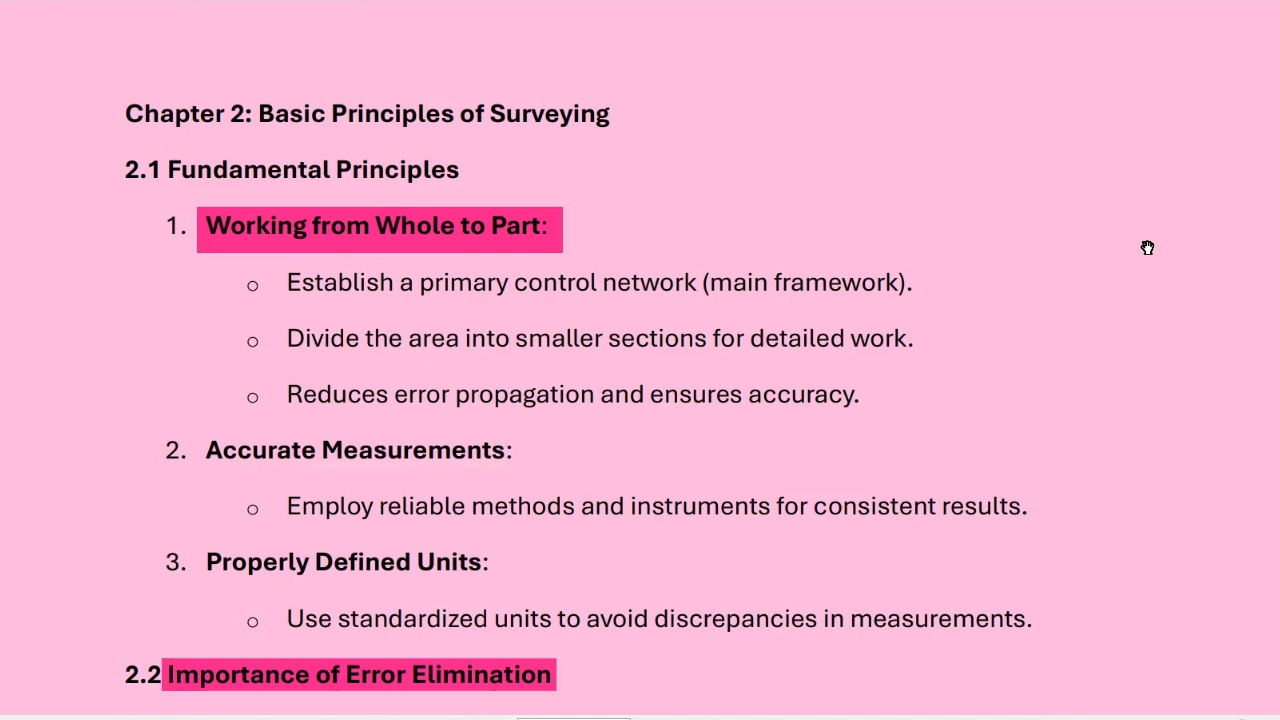 Chapter 2: Basic Principles of Surveying
2.1 Fundamental Principles
1. Working from Whole to Part:
o Establish a primary control network (main framework).
o Divide the area into smaller sections for detailed work.
o Reduces error propagation and ensures accuracy.
2. Accurate Measurements:
o Employ reliable methods and instruments for consistent results.
3. Properly Defined Units:
o Use standardized units to avoid discrepancies in measurements.
2.2 Importance of Error Elimination